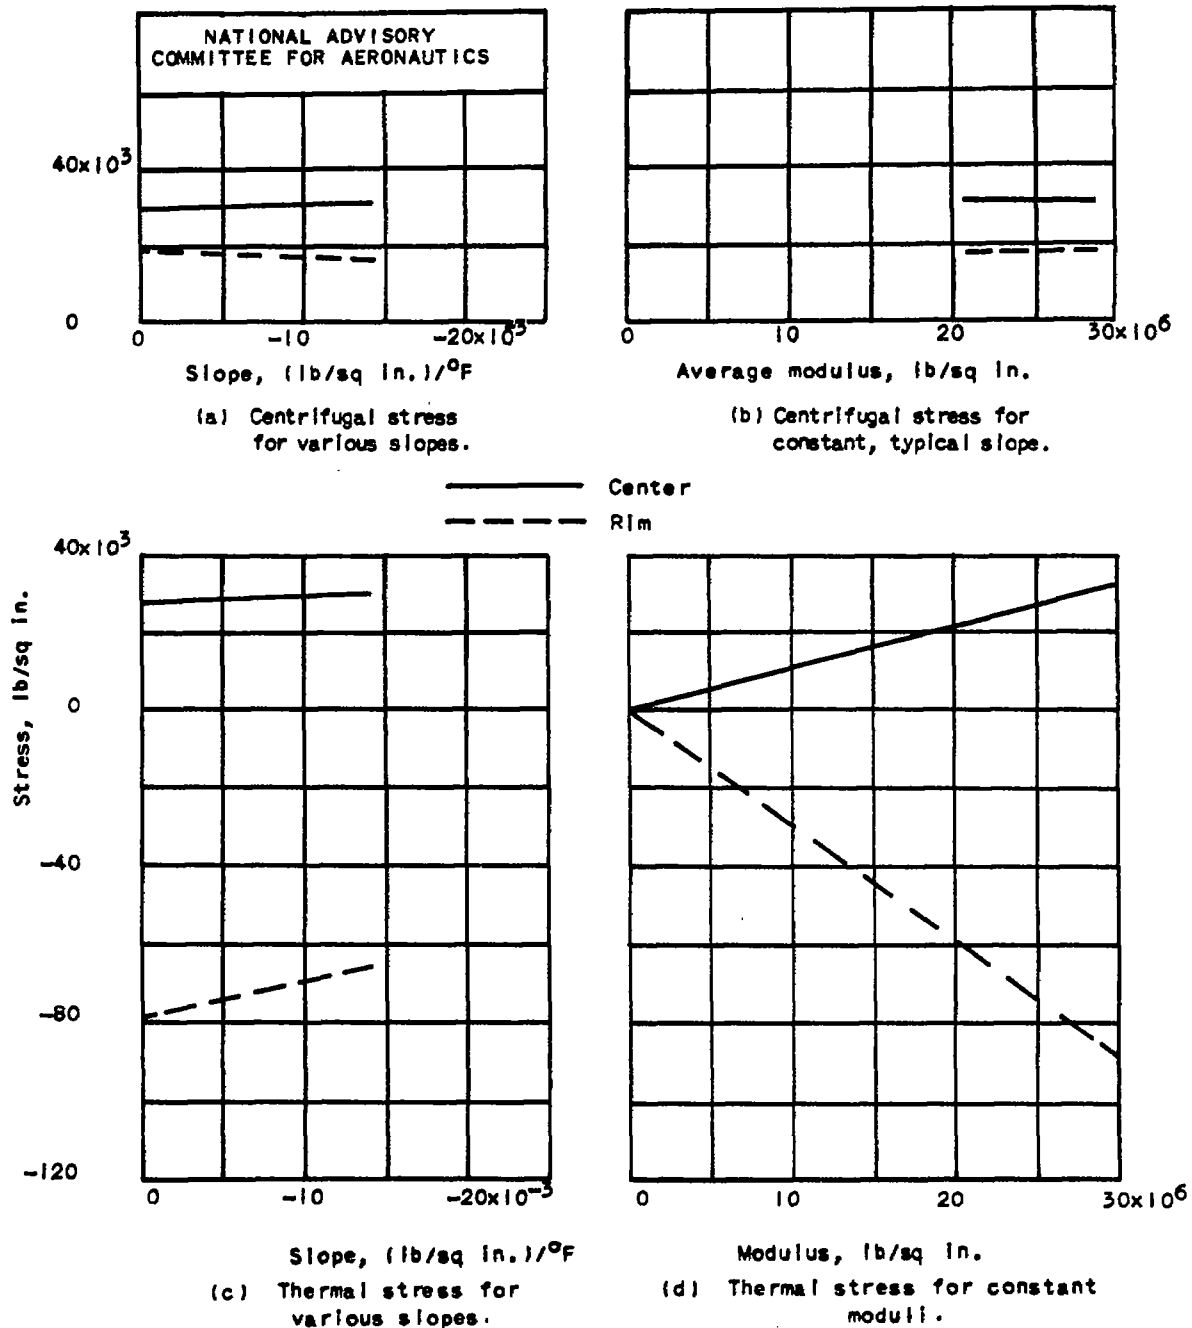 NATIONAL ADVISORY
COMMITTEE FOR AERONAUTICS
40x10³
0
0 -10
Slope, (lb/sq in.)/°F
(a) Centrifugal stress
for various slopes.
0 10 20 30x10⁶
Average modulus, lb/sq in.
(b) Centrifugal stress for
constant, typical slope.
Center
Rim
Stress, lb/sq in.
40x10³
0
-40
-80
-120
0 -10 -20x10⁻³
Slope, (lb/sq in.)/°F
(c) Thermal stress for
various slopes.
0 10 20 30x10⁶
Modulus, lb/sq in.
(d) Thermal stress for constant
moduli.